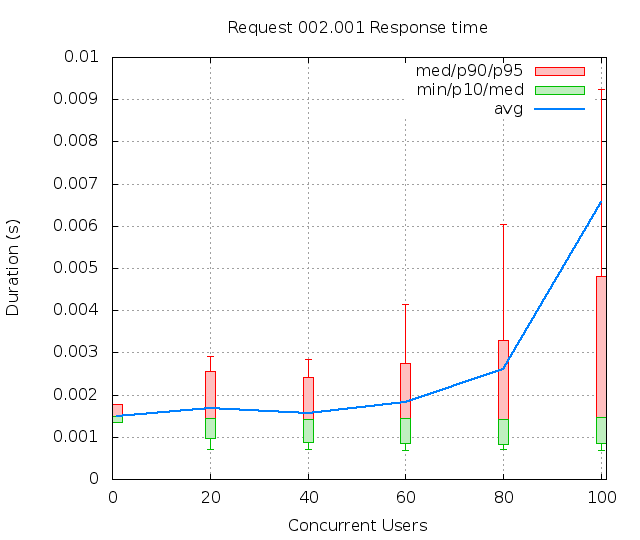 Request 002.001 Response time
0.01
0.009
0.008
0.007
0.006
0.005
0.004
0.003
0.002
0.001
0
med/p90/p95
min/p10/med
avg
Duration (s)
0 20 40 60 80 100
Concurrent Users